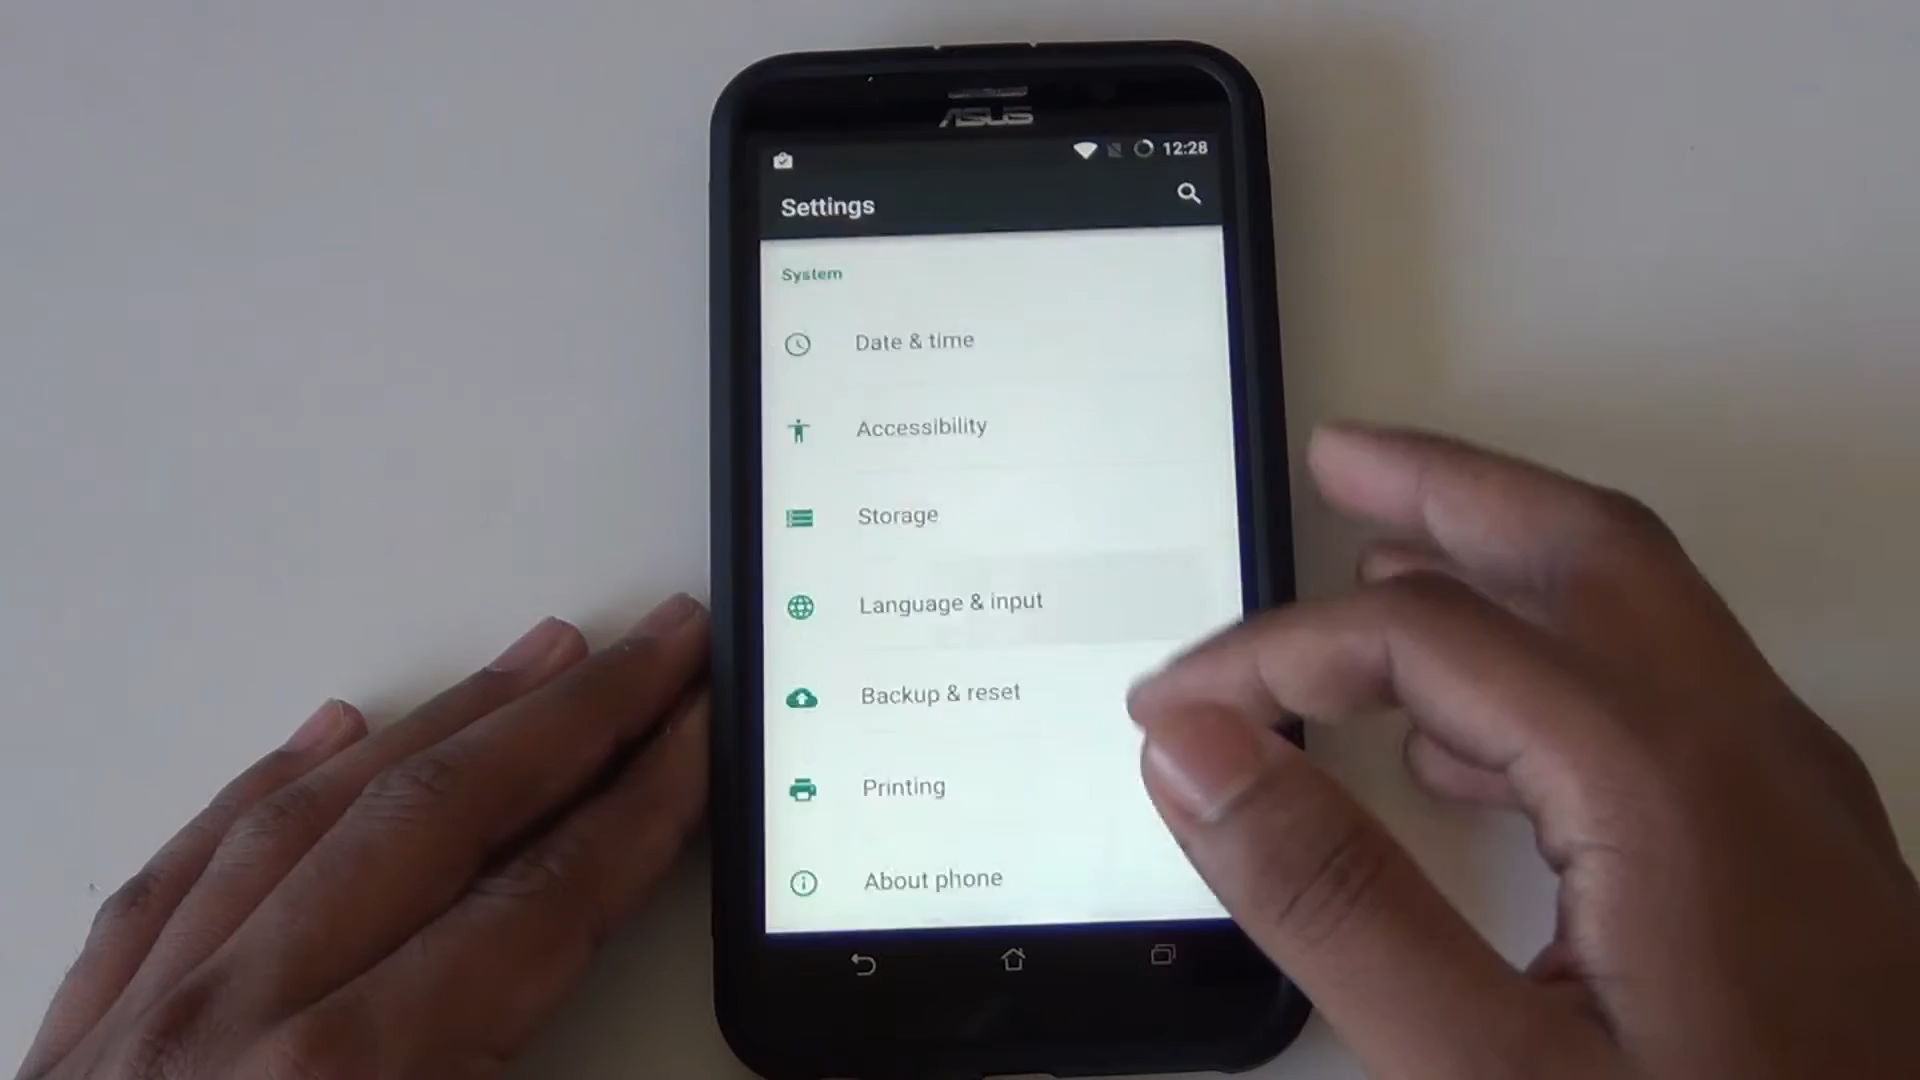 ASUS
12:28
Settings
System
Date & time
Accessibility
Storage
Language & input
Backup & reset
Printing
About phone